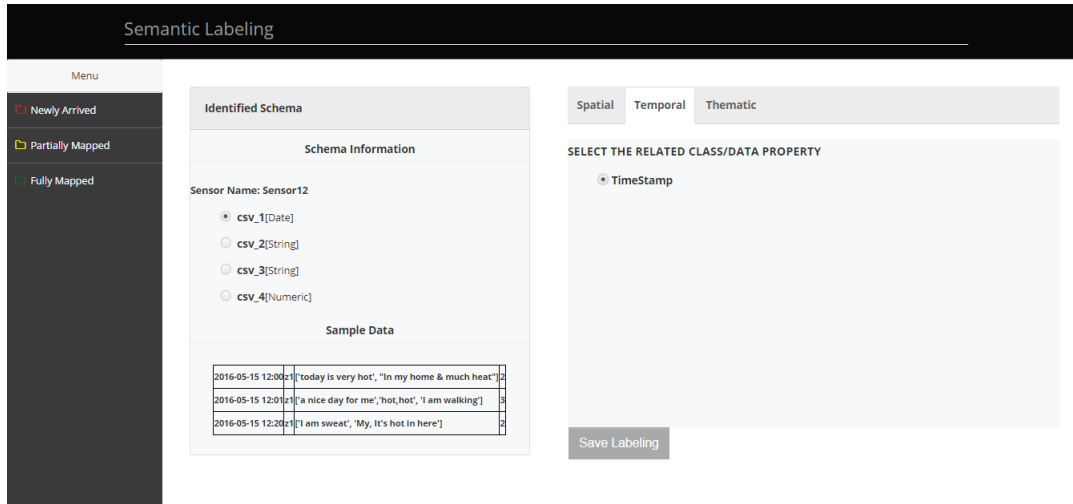 Semantic Labeling
Menu
Newly Arrived
Partially Mapped
Fully Mapped
Identified Schema
Schema Information
Sensor Name: Sensor12
csv_1[Date]
csv_2[String]
csv_3[String]
csv_4[Numeric]
Sample Data
2016-05-15 12:00 z1 ['today is very hot', "In my home & much heat"] 2
2016-05-15 12:01 z1 ['a nice day for me','hot,hot', 'I am walking'] 3
2016-05-15 12:20 z1 ['I am sweat', 'My, It's hot in here'] 2
Spatial Temporal Thematic
SELECT THE RELATED CLASS/DATA PROPERTY
TimeStamp
Save Labeling